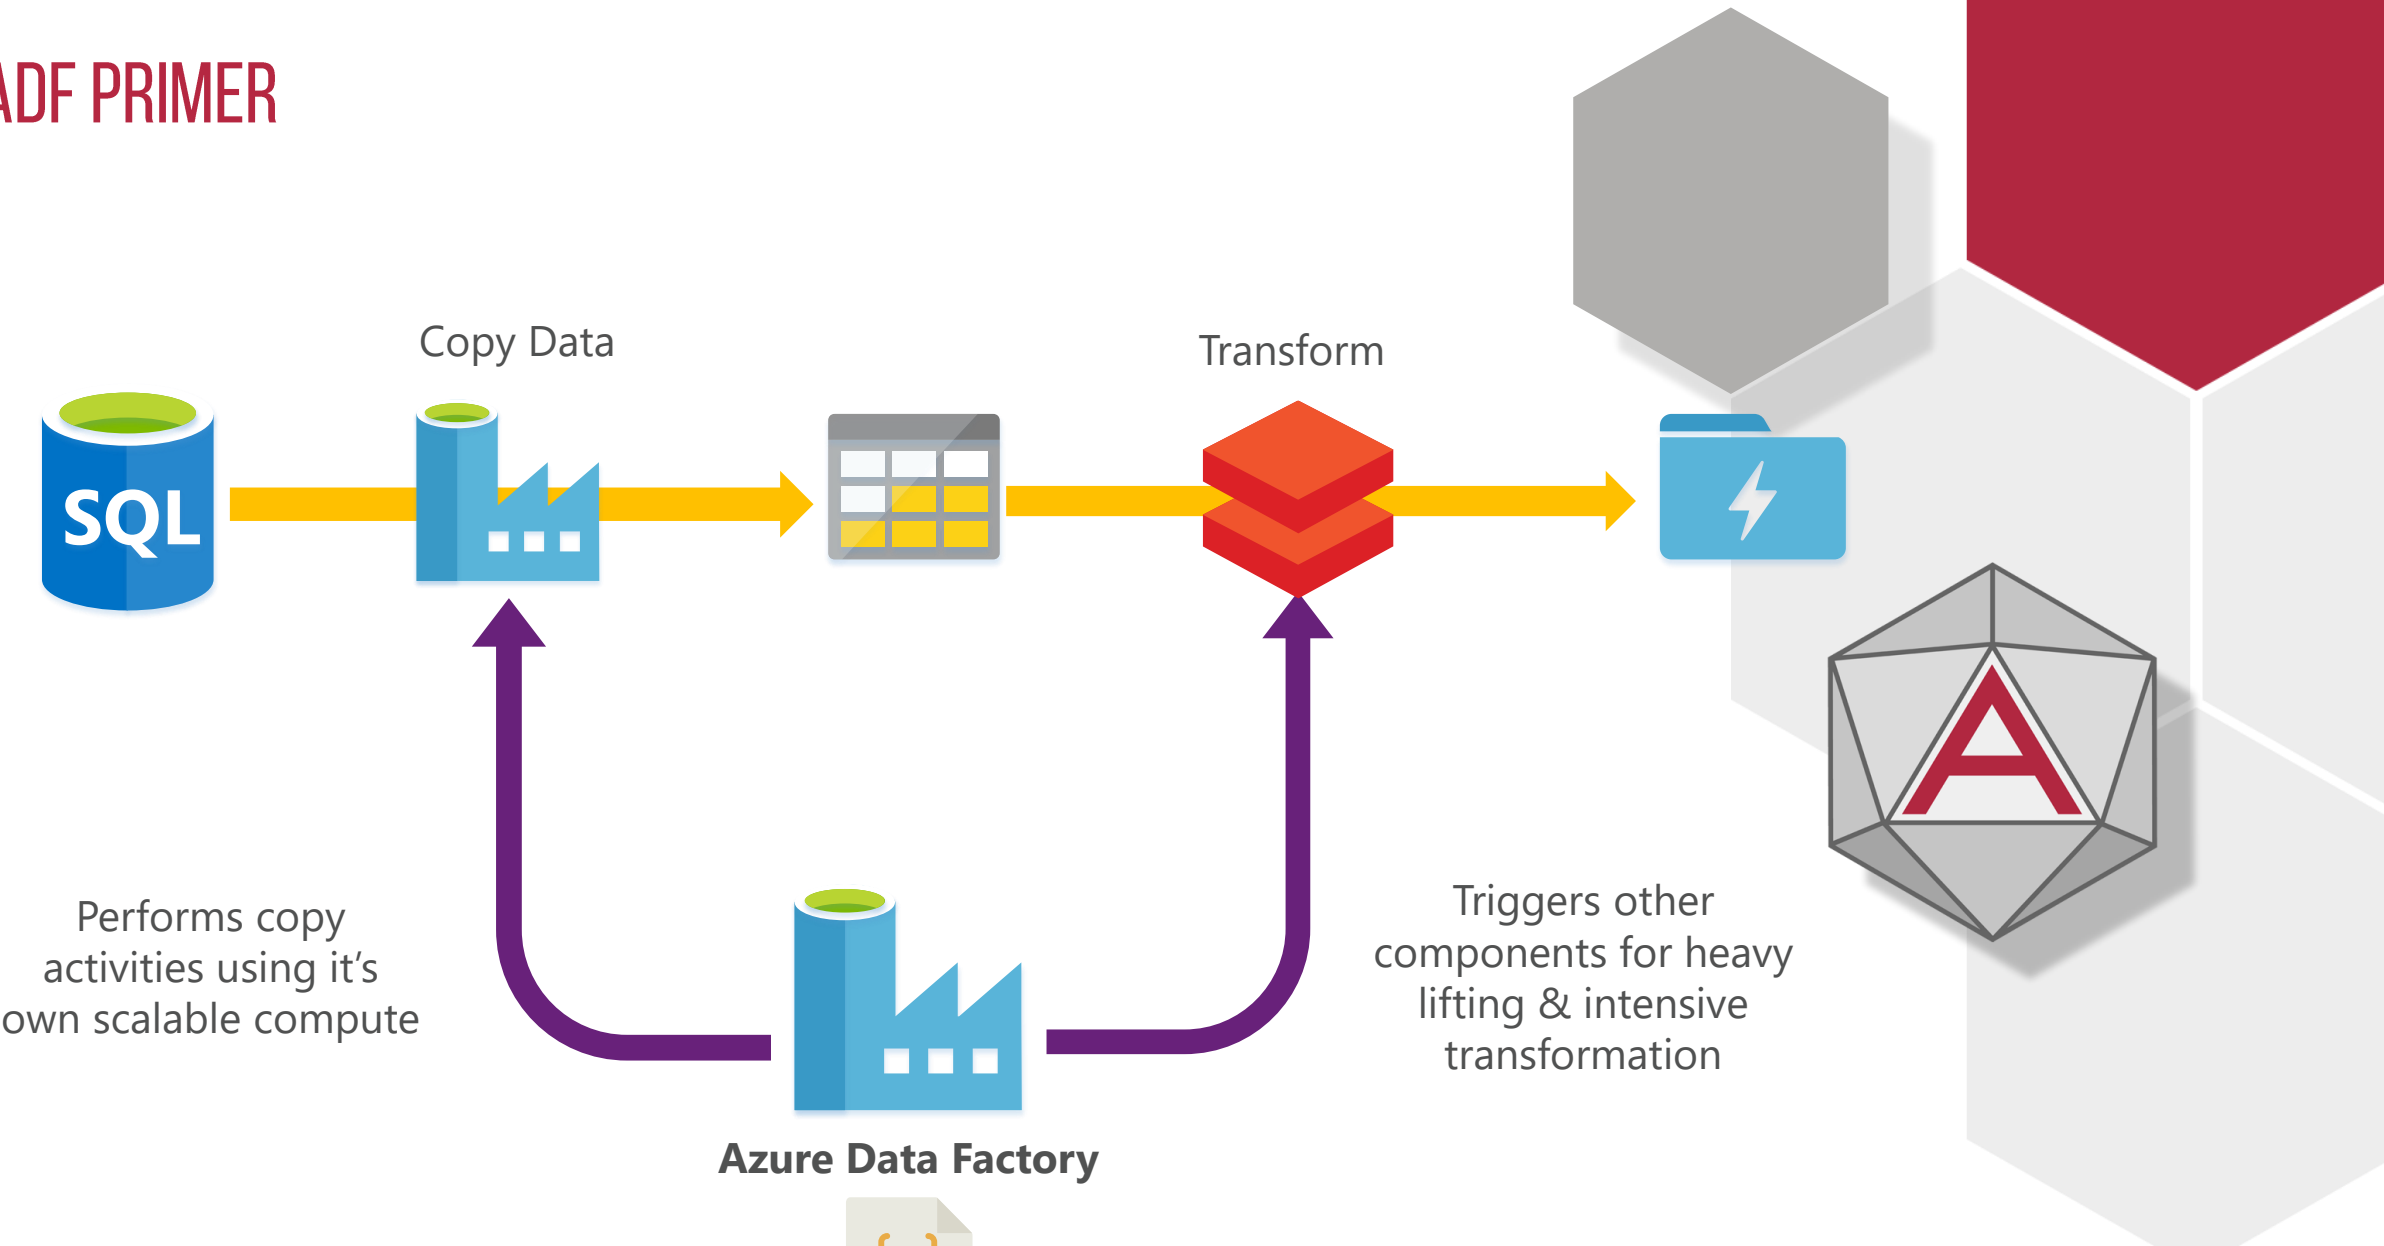 ADF PRIMER
Copy Data
Transform
SQL
Performs copy
activities using it’s
own scalable compute
Triggers other
components for heavy
lifting & intensive
transformation
A
Azure Data Factory
{ }